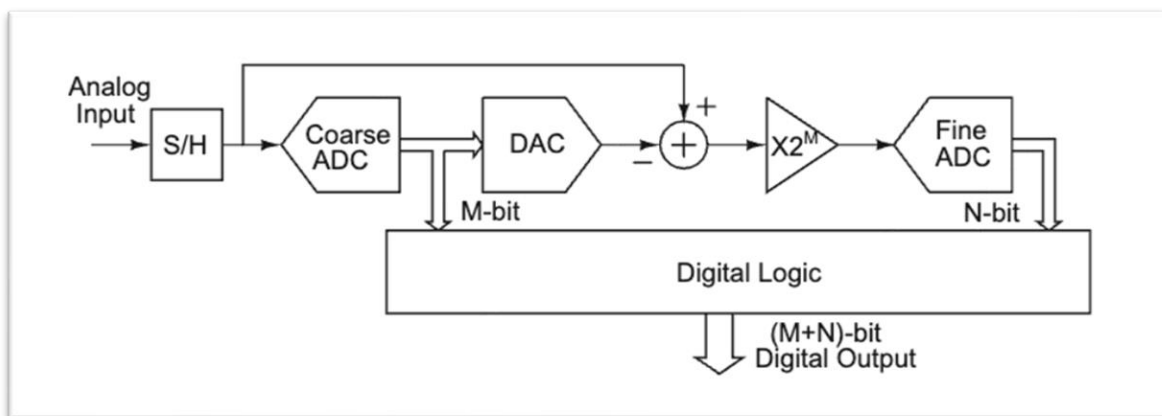 Analog
Input
S/H
Coarse
ADC
DAC
+
−
+
X2^M
Fine
ADC
M-bit
N-bit
Digital Logic
(M+N)-bit
Digital Output